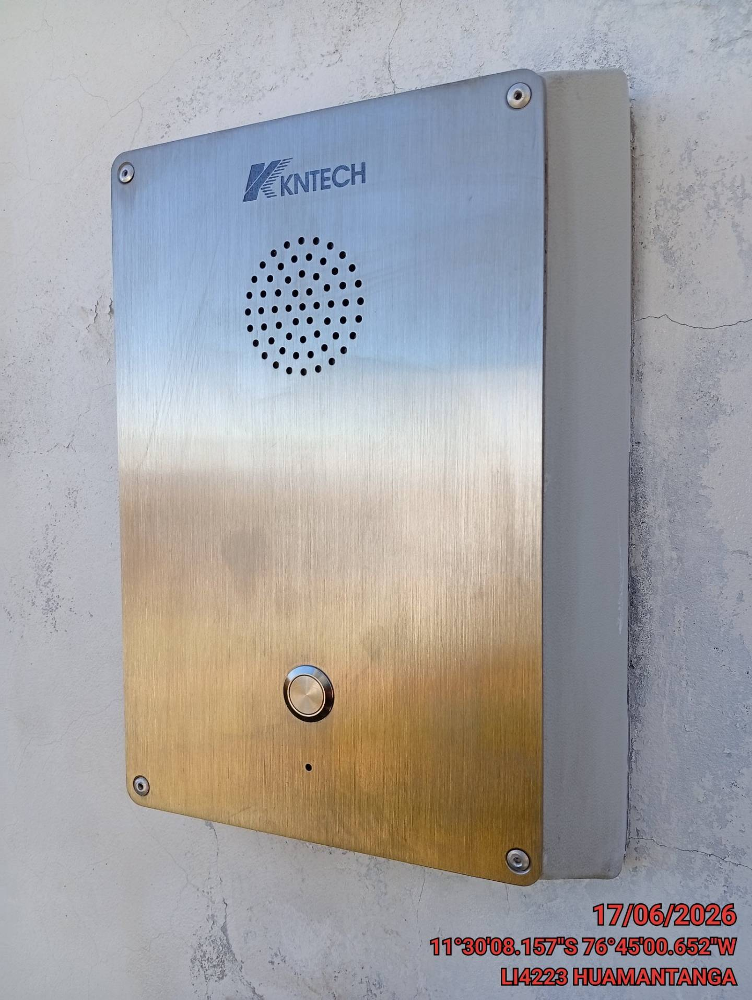 KNTECH
17/06/2026
11°30'08.157"S 76°45'00.652"W
LI4223 HUAMANTANGA